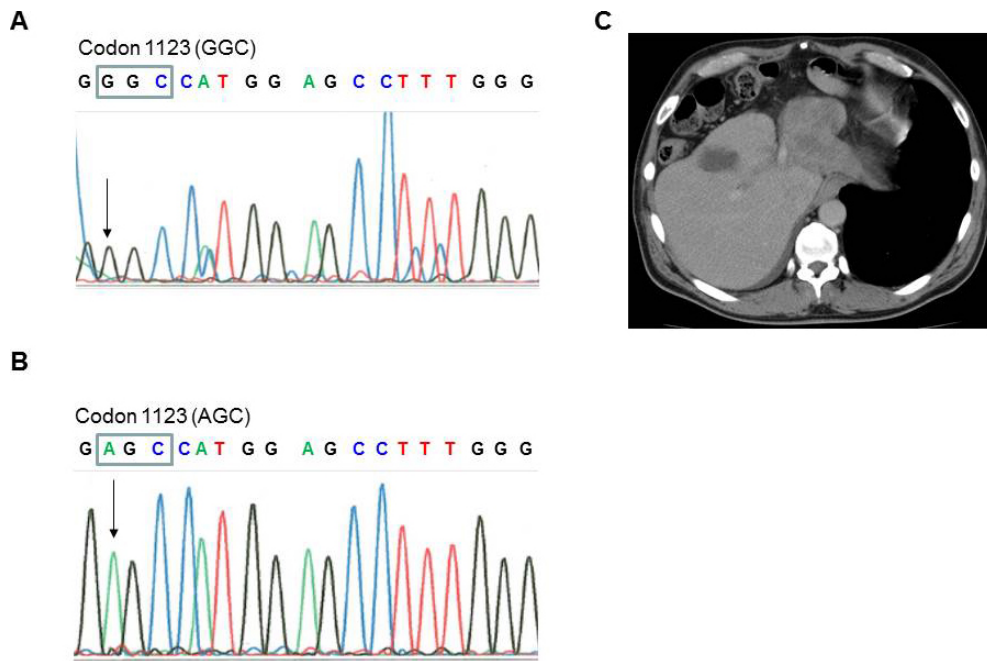 A
Codon 1123 (GGC)
G G G C C A T G G A G C C T T T G G G
C
B
Codon 1123 (AGC)
G A G C C A T G G A G C C T T T G G G